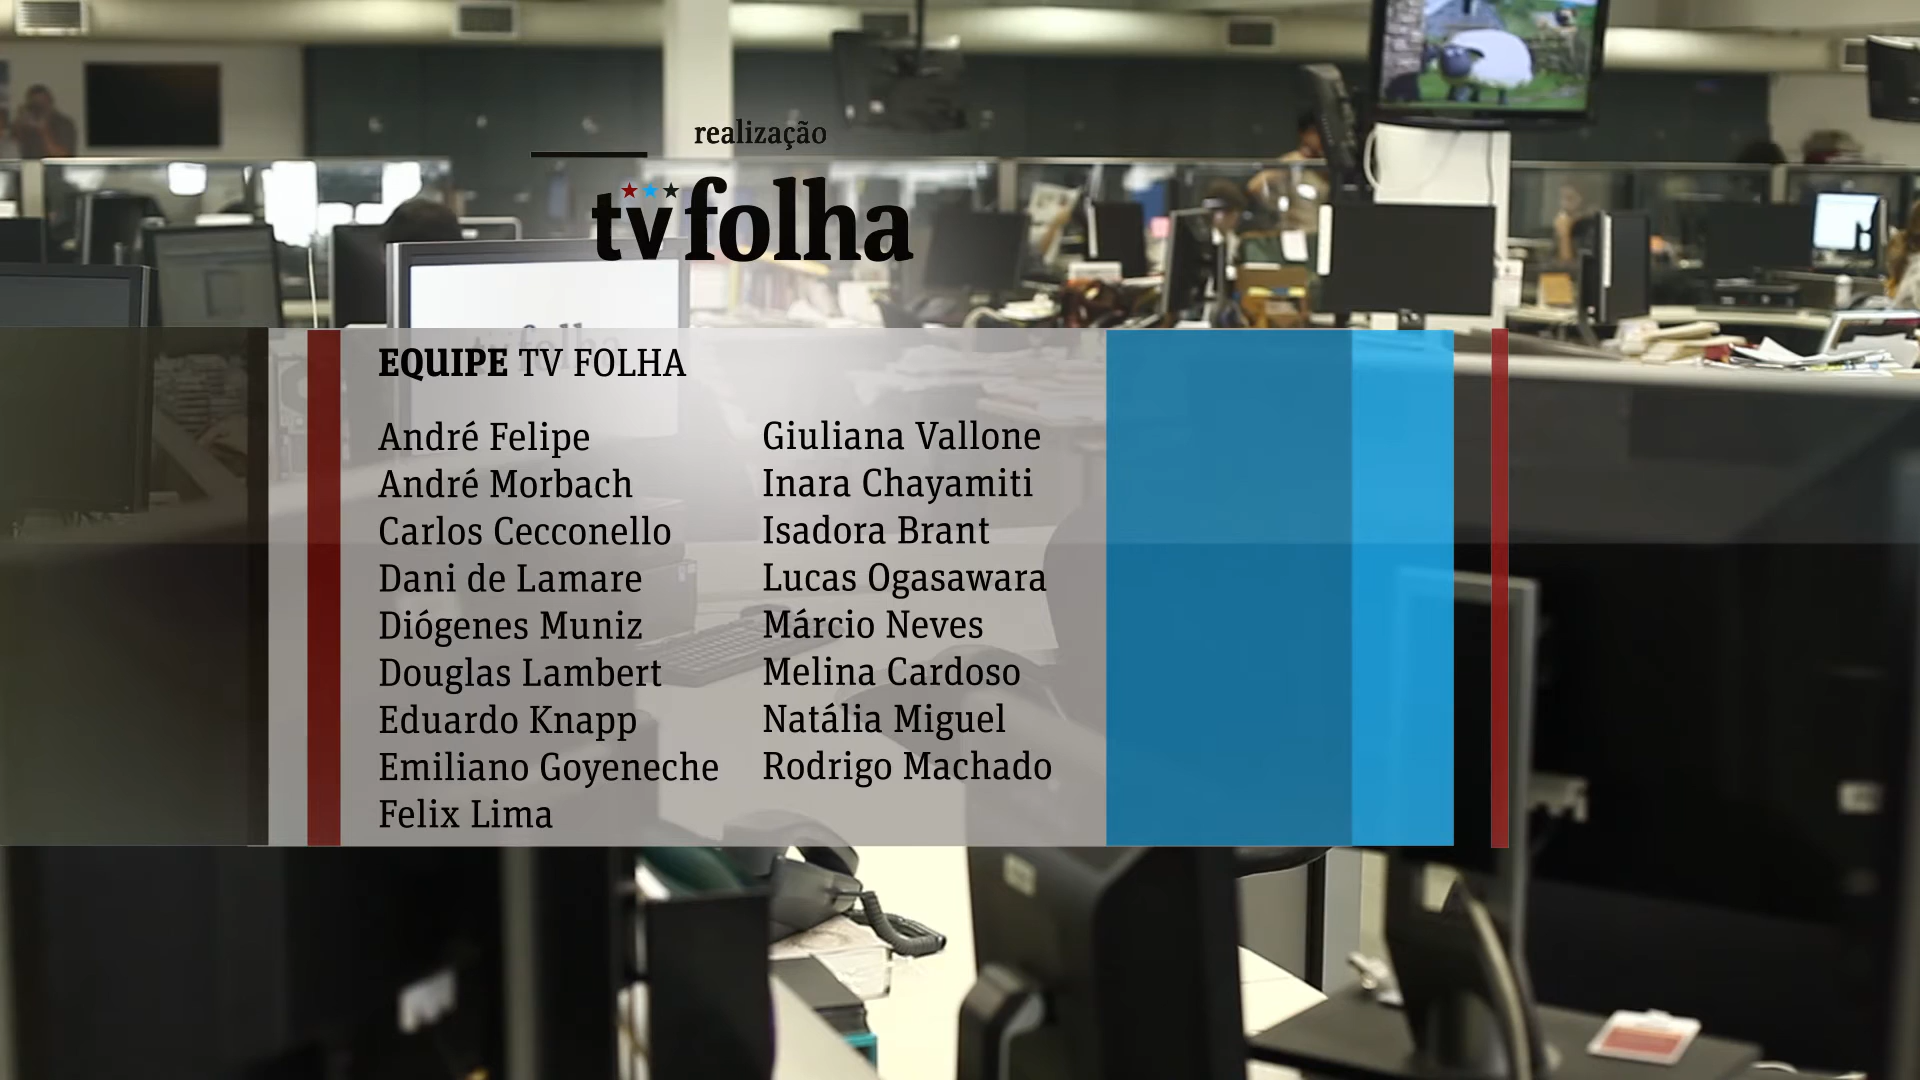 realização
tvfolha
EQUIPE TV FOLHA
André Felipe
André Morbach
Carlos Cecconello
Dani de Lamare
Diógenes Muniz
Douglas Lambert
Eduardo Knapp
Emiliano Goyeneche
Felix Lima
Giuliana Vallone
Inara Chayamiti
Isadora Brant
Lucas Ogasawara
Márcio Neves
Melina Cardoso
Natália Miguel
Rodrigo Machado